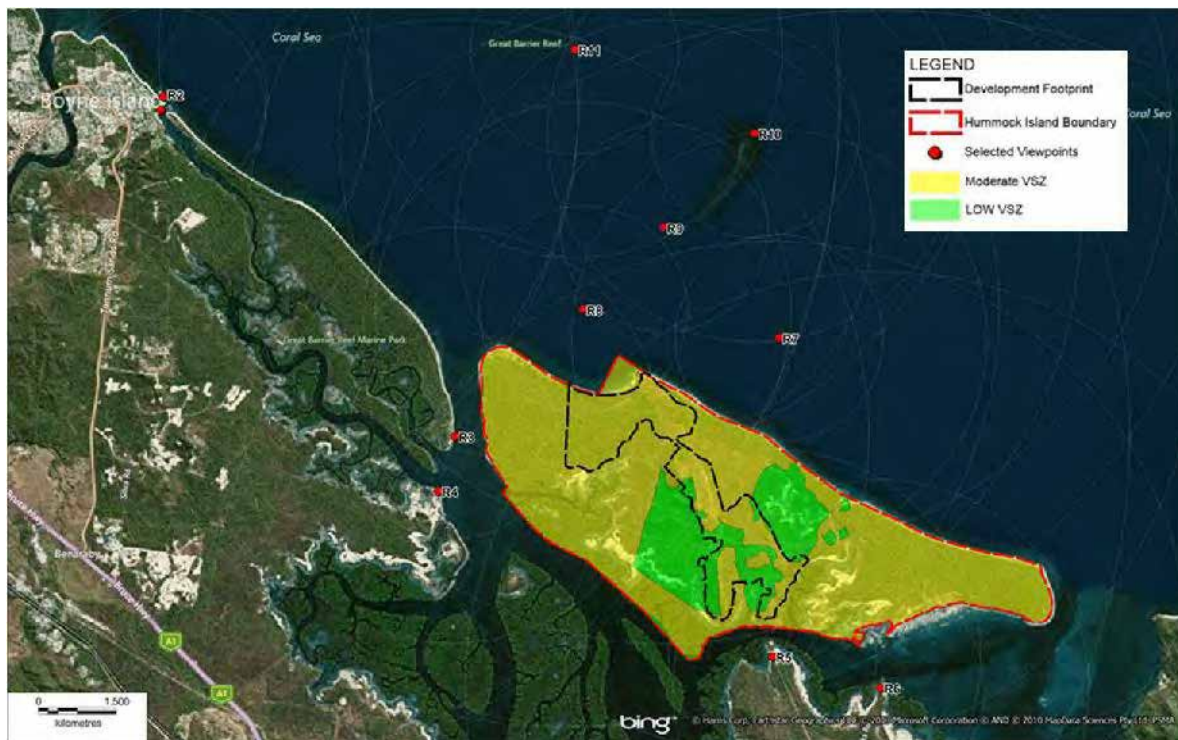 Coral Sea
Great Barrier Reef
R11
LEGEND
Development Footprint
Hummock Island Boundary
Selected Viewpoints
Moderate VSZ
LOW VSZ
Coral Sea
R2
Boyne Island
R10
R9
R8
R7
Great Barrier Reef Marine Park
R3
R4
Benaraby
A1
A1
R5
R6
0 1,500
kilometres
bing